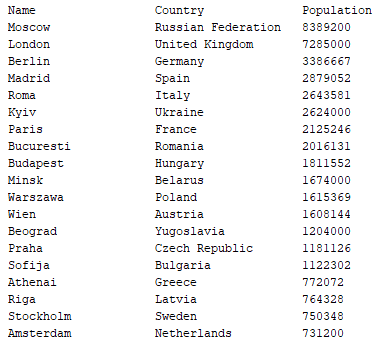 Name Country Population
Moscow Russian Federation 8389200
London United Kingdom 7285000
Berlin Germany 3386667
Madrid Spain 2879052
Roma Italy 2643581
Kyiv Ukraine 2624000
Paris France 2125246
Bucuresti Romania 2016131
Budapest Hungary 1811552
Minsk Belarus 1674000
Warszawa Poland 1615369
Wien Austria 1608144
Beograd Yugoslavia 1204000
Praha Czech Republic 1181126
Sofija Bulgaria 1122302
Athenai Greece 772072
Riga Latvia 764328
Stockholm Sweden 750348
Amsterdam Netherlands 731200